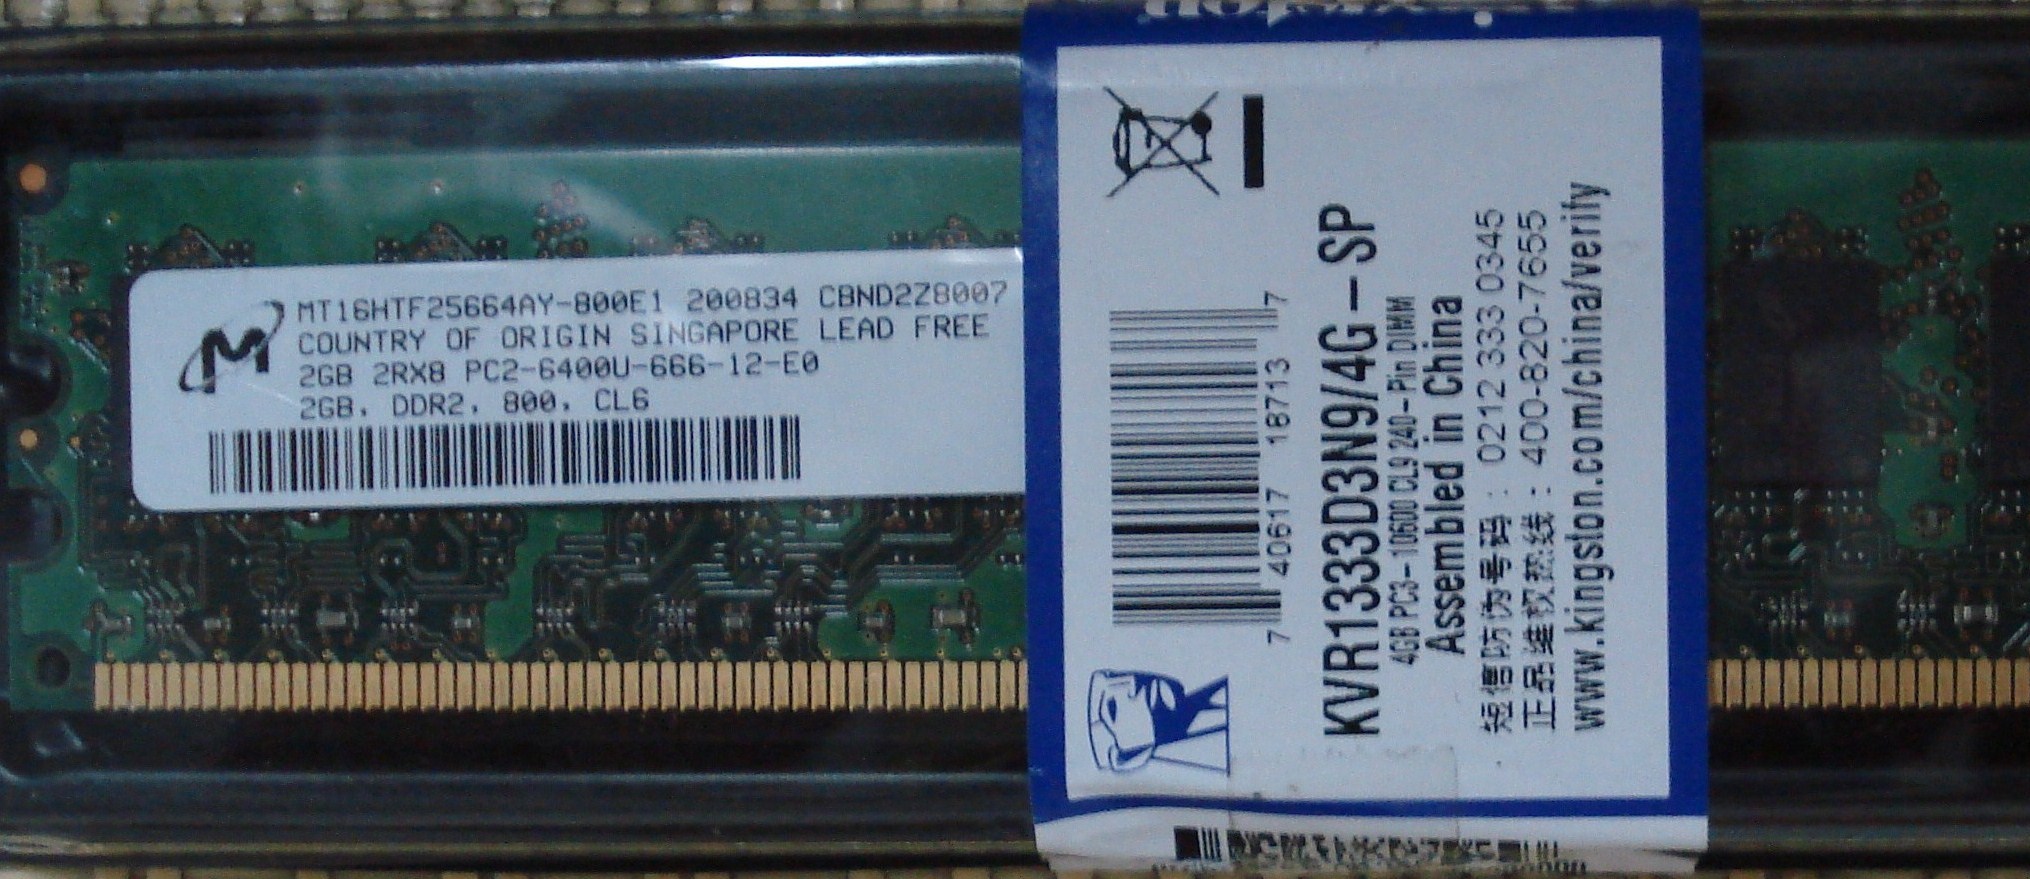 MT16HTF25664AY-800E1 200834 CBND2Z8007
COUNTRY OF ORIGIN SINGAPORE LEAD FREE
2GB 2RX8 PC2-6400U-666-12-E0
2GB, DDR2, 800, CL6
7 40617 18713 7
KVR1333D3N9/4G-SP
4GB PC3-10600 CL9 240-Pin DIMM
Assembled in China
短信防伪号码: 0212 333 0345
正品维权热线: 400-820-7655
www.kingston.com/china/verify